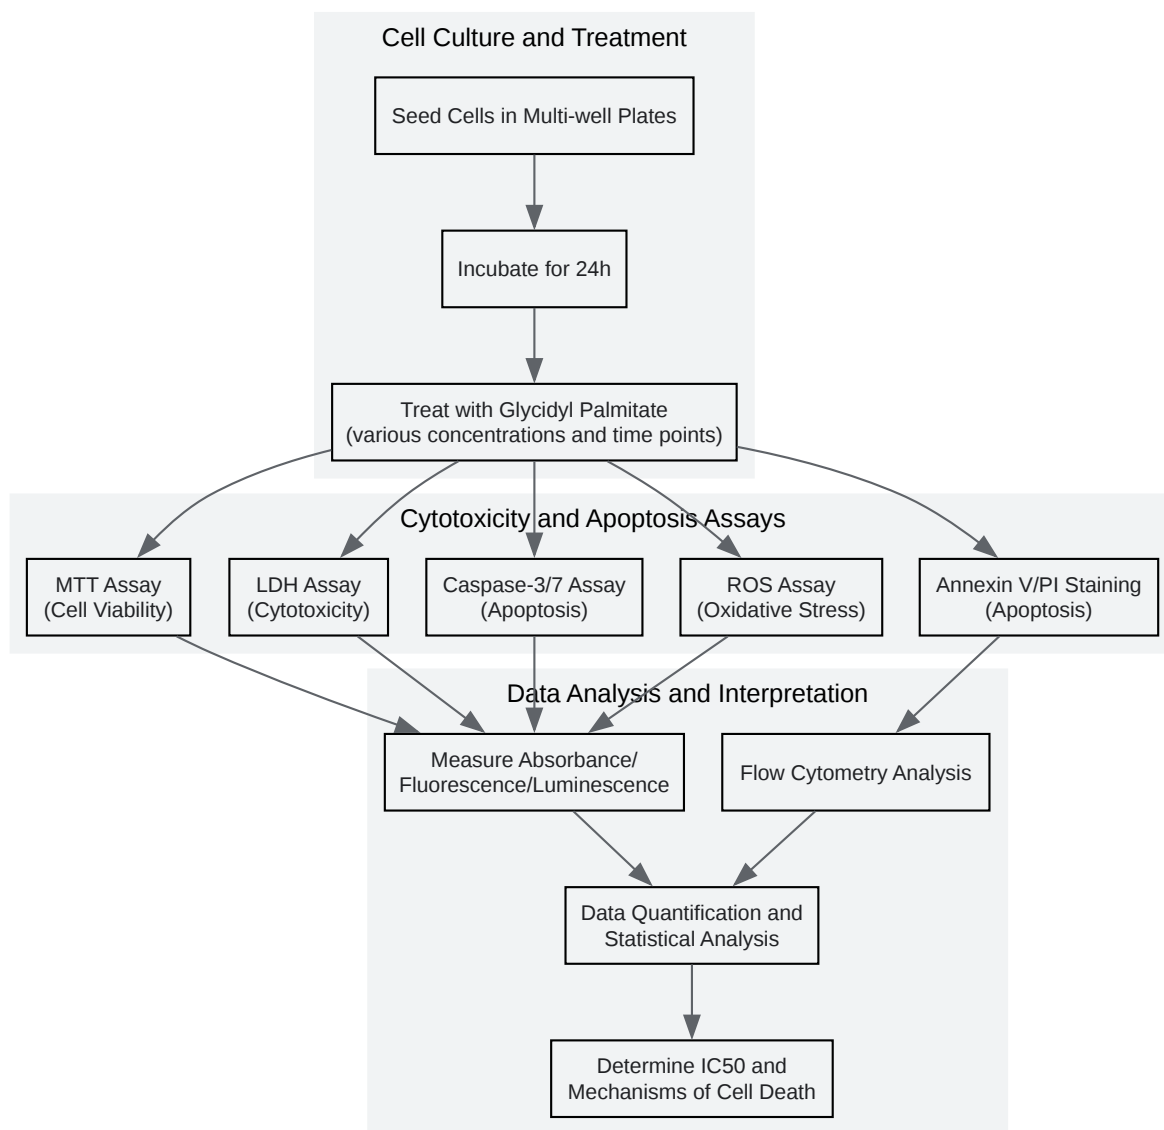 Cell Culture and Treatment
Seed Cells in Multi-well Plates
Incubate for 24h
Treat with Glycidyl Palmitate
(various concentrations and time points)
Cytotoxicity and Apoptosis Assays
MTT Assay
(Cell Viability)
LDH Assay
(Cytotoxicity)
Caspase-3/7 Assay
(Apoptosis)
ROS Assay
(Oxidative Stress)
Annexin V/PI Staining
(Apoptosis)
Data Analysis and Interpretation
Measure Absorbance/
Fluorescence/Luminescence
Flow Cytometry Analysis
Data Quantification and
Statistical Analysis
Determine IC50 and
Mechanisms of Cell Death